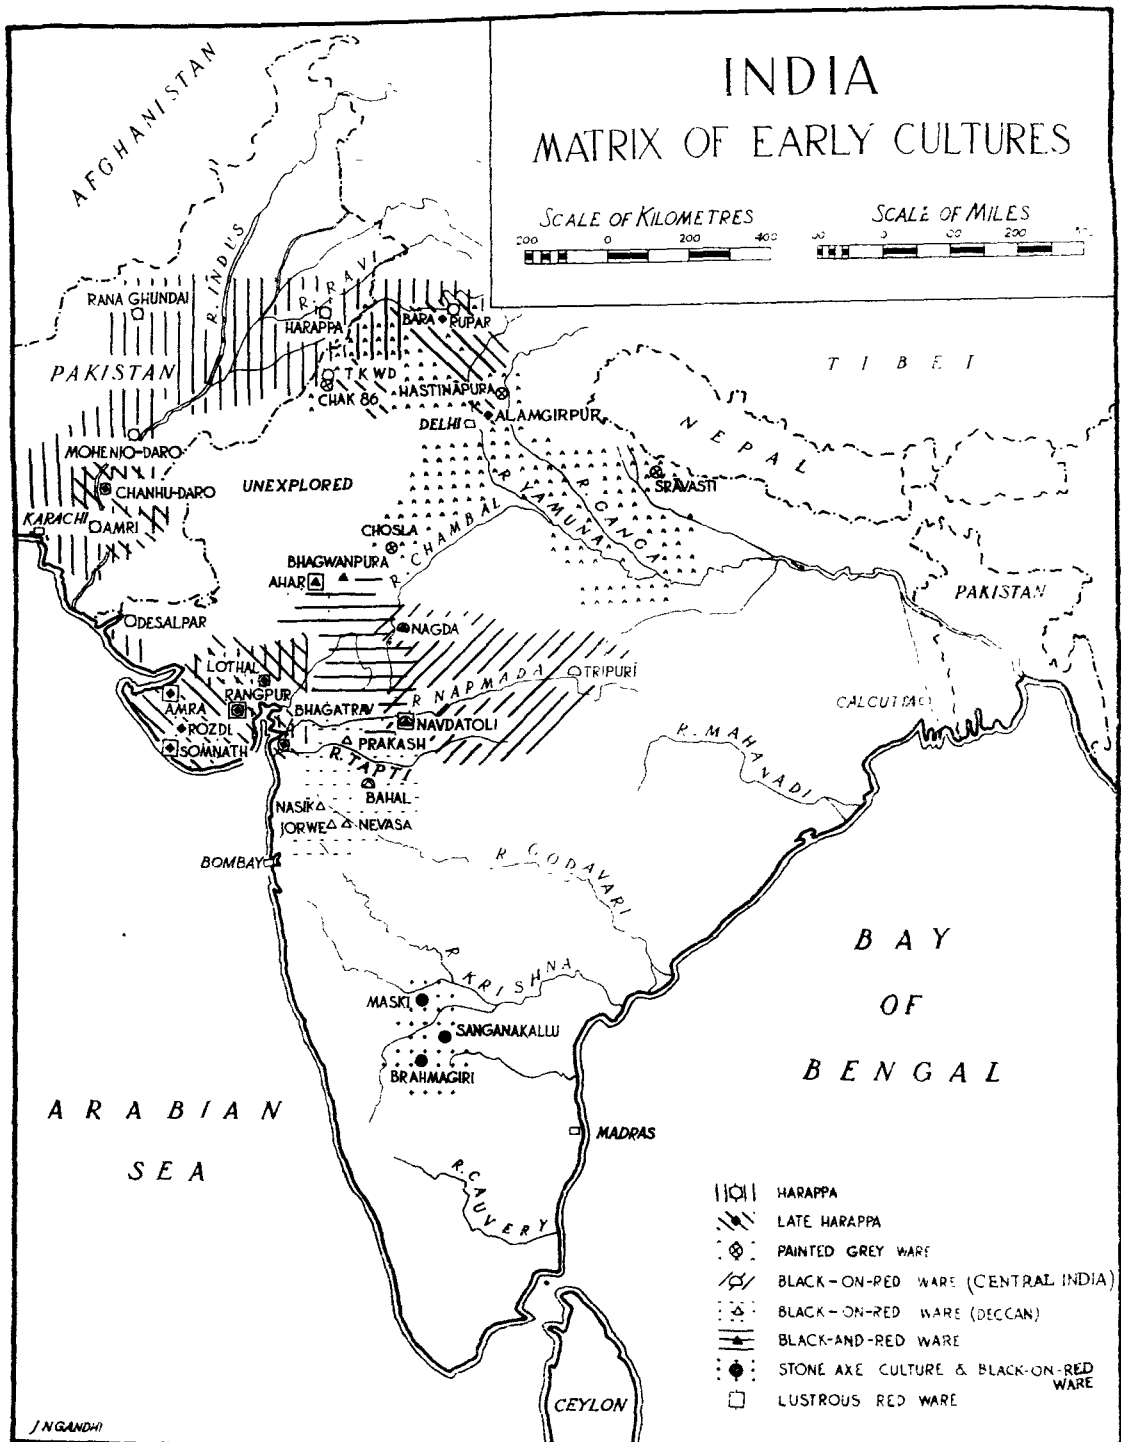 INDIA
MATRIX OF EARLY CULTURES
SCALE OF KILOMETRES
200 0 200 400
SCALE OF MILES
0 200
AFGHANISTAN
R. INDUS
R. RAVI
RANA GHUNDAI
HARAPPA
BARA
RUPAR
PAKISTAN
T K W D
CHAK 86
HASTINAPURA
ALAMGIRPUR
DELHI
TIBET
NEPAL
MOHENJO-DARO
CHANHU-DARO
UNEXPLORED
SRAVASTI
KARACHI
AMRI
R YAMUNA
R GANGA
CHOSLA
R. CHAMBAL
BHAGWANPURA
AHAR
PAKISTAN
DESALPAR
NAGDA
LOTHAL
TRIPURI
RANGPUR
AMRA
BHAGATRAV
R NAPMADA
NAVDATOLI
CALCUTTA
ROZDI
SOMNATH
PRAKASH
R. TAPTI
R. MAHANADI
BAHAL
NASIK
JORWE
NEVASA
BOMBAY
R GODAVARI
BAY
OF
BENGAL
R KRISHNA
MASKI
SANGANAKALLU
BRAHMAGIRI
ARABIAN
SEA
MADRAS
R. CAUVERY
CEYLON
HARAPPA
LATE HARAPPA
PAINTED GREY WARE
BLACK-ON-RED WARE (CENTRAL INDIA)
BLACK-ON-RED WARE (DECCAN)
BLACK-AND-RED WARE
STONE AXE CULTURE & BLACK-ON-RED
WARE
LUSTROUS RED WARE
J N GANDHI